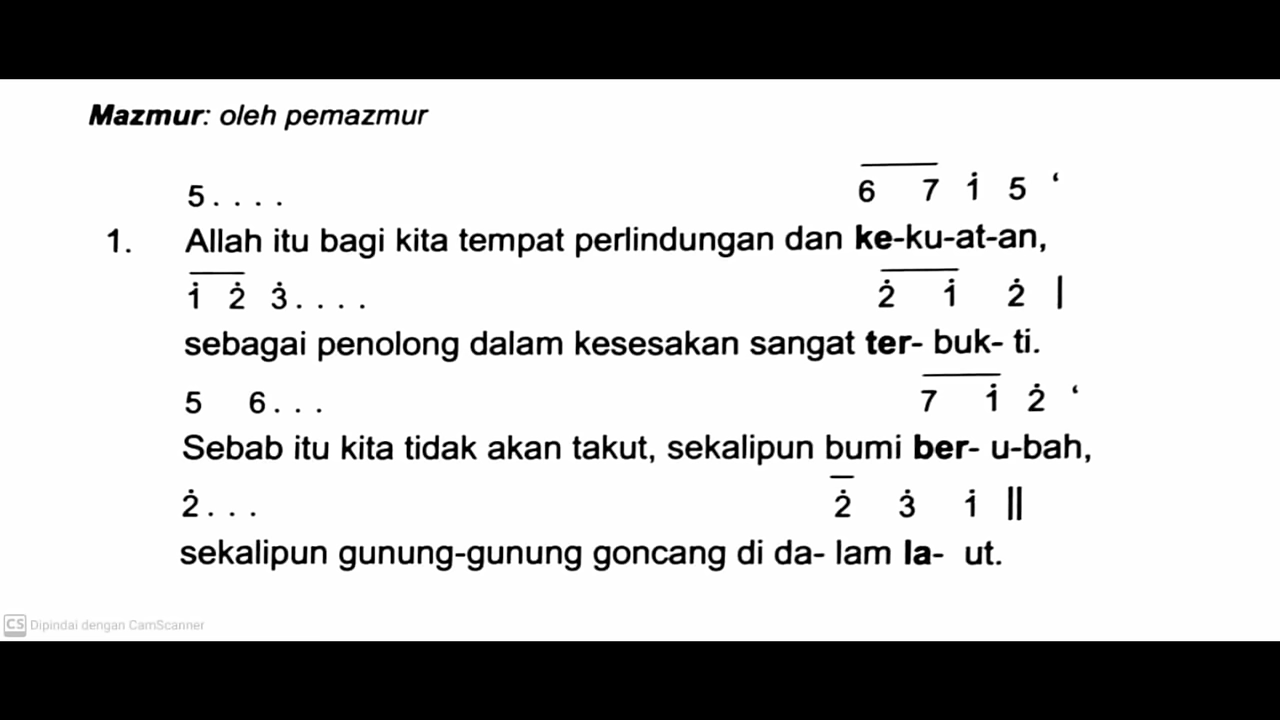 Mazmur: oleh pemazmur
5 . . . . 6 7 1̇ 5 ‘
1. Allah itu bagi kita tempat perlindungan dan ke-ku-at-an,
1̇ 2̇ 3̇ . . . . 2̇ 1̇ 2̇ |
sebagai penolong dalam kesesakan sangat ter- buk- ti.
5 6 . . . 7 1̇ 2̇ ‘
Sebab itu kita tidak akan takut, sekalipun bumi ber- u-bah,
2̇ . . . 2̇ 3̇ 1̇ ||
sekalipun gunung-gunung goncang di da- lam la- ut.
CS Dipindai dengan CamScanner